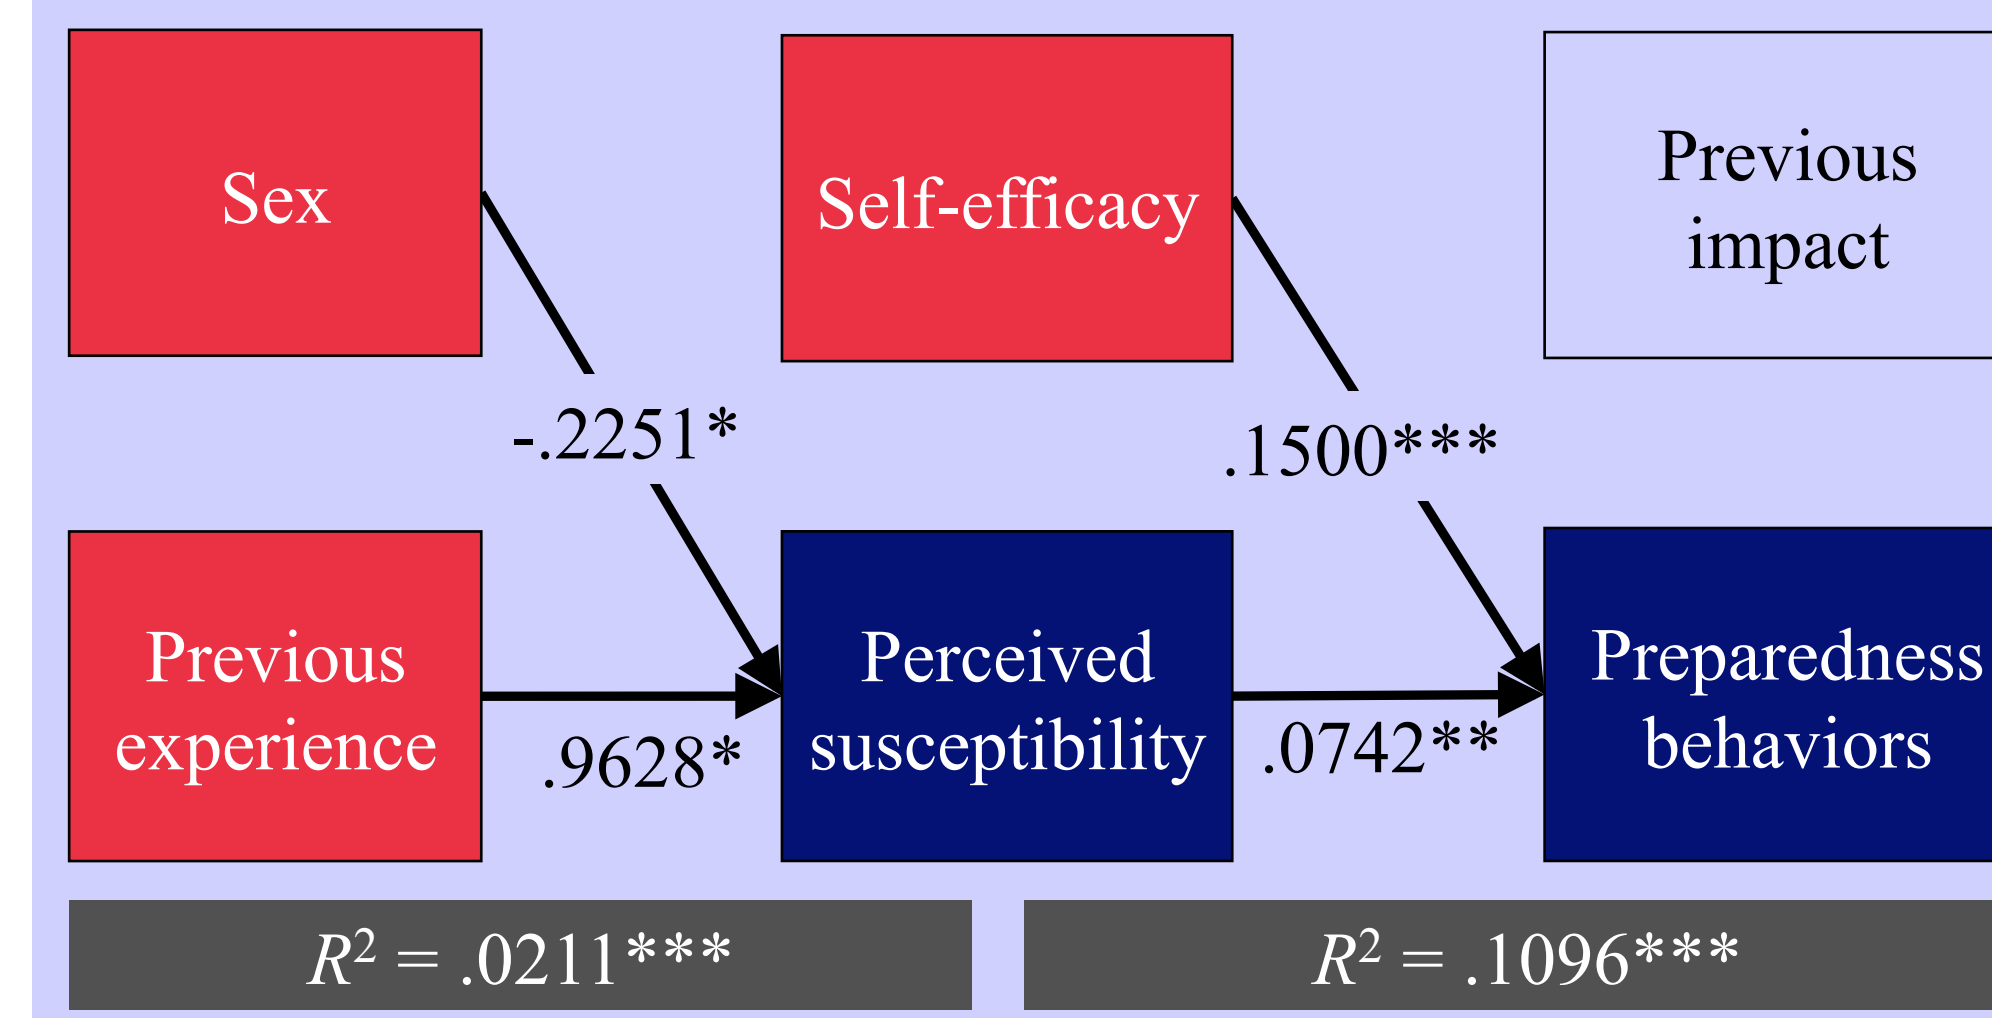 Sex
Self-efficacy
Previous
impact
-.2251*
.1500***
Previous
experience
.9628*
Perceived
susceptibility
.0742**
Preparedness
behaviors
R² = .0211***
R² = .1096***